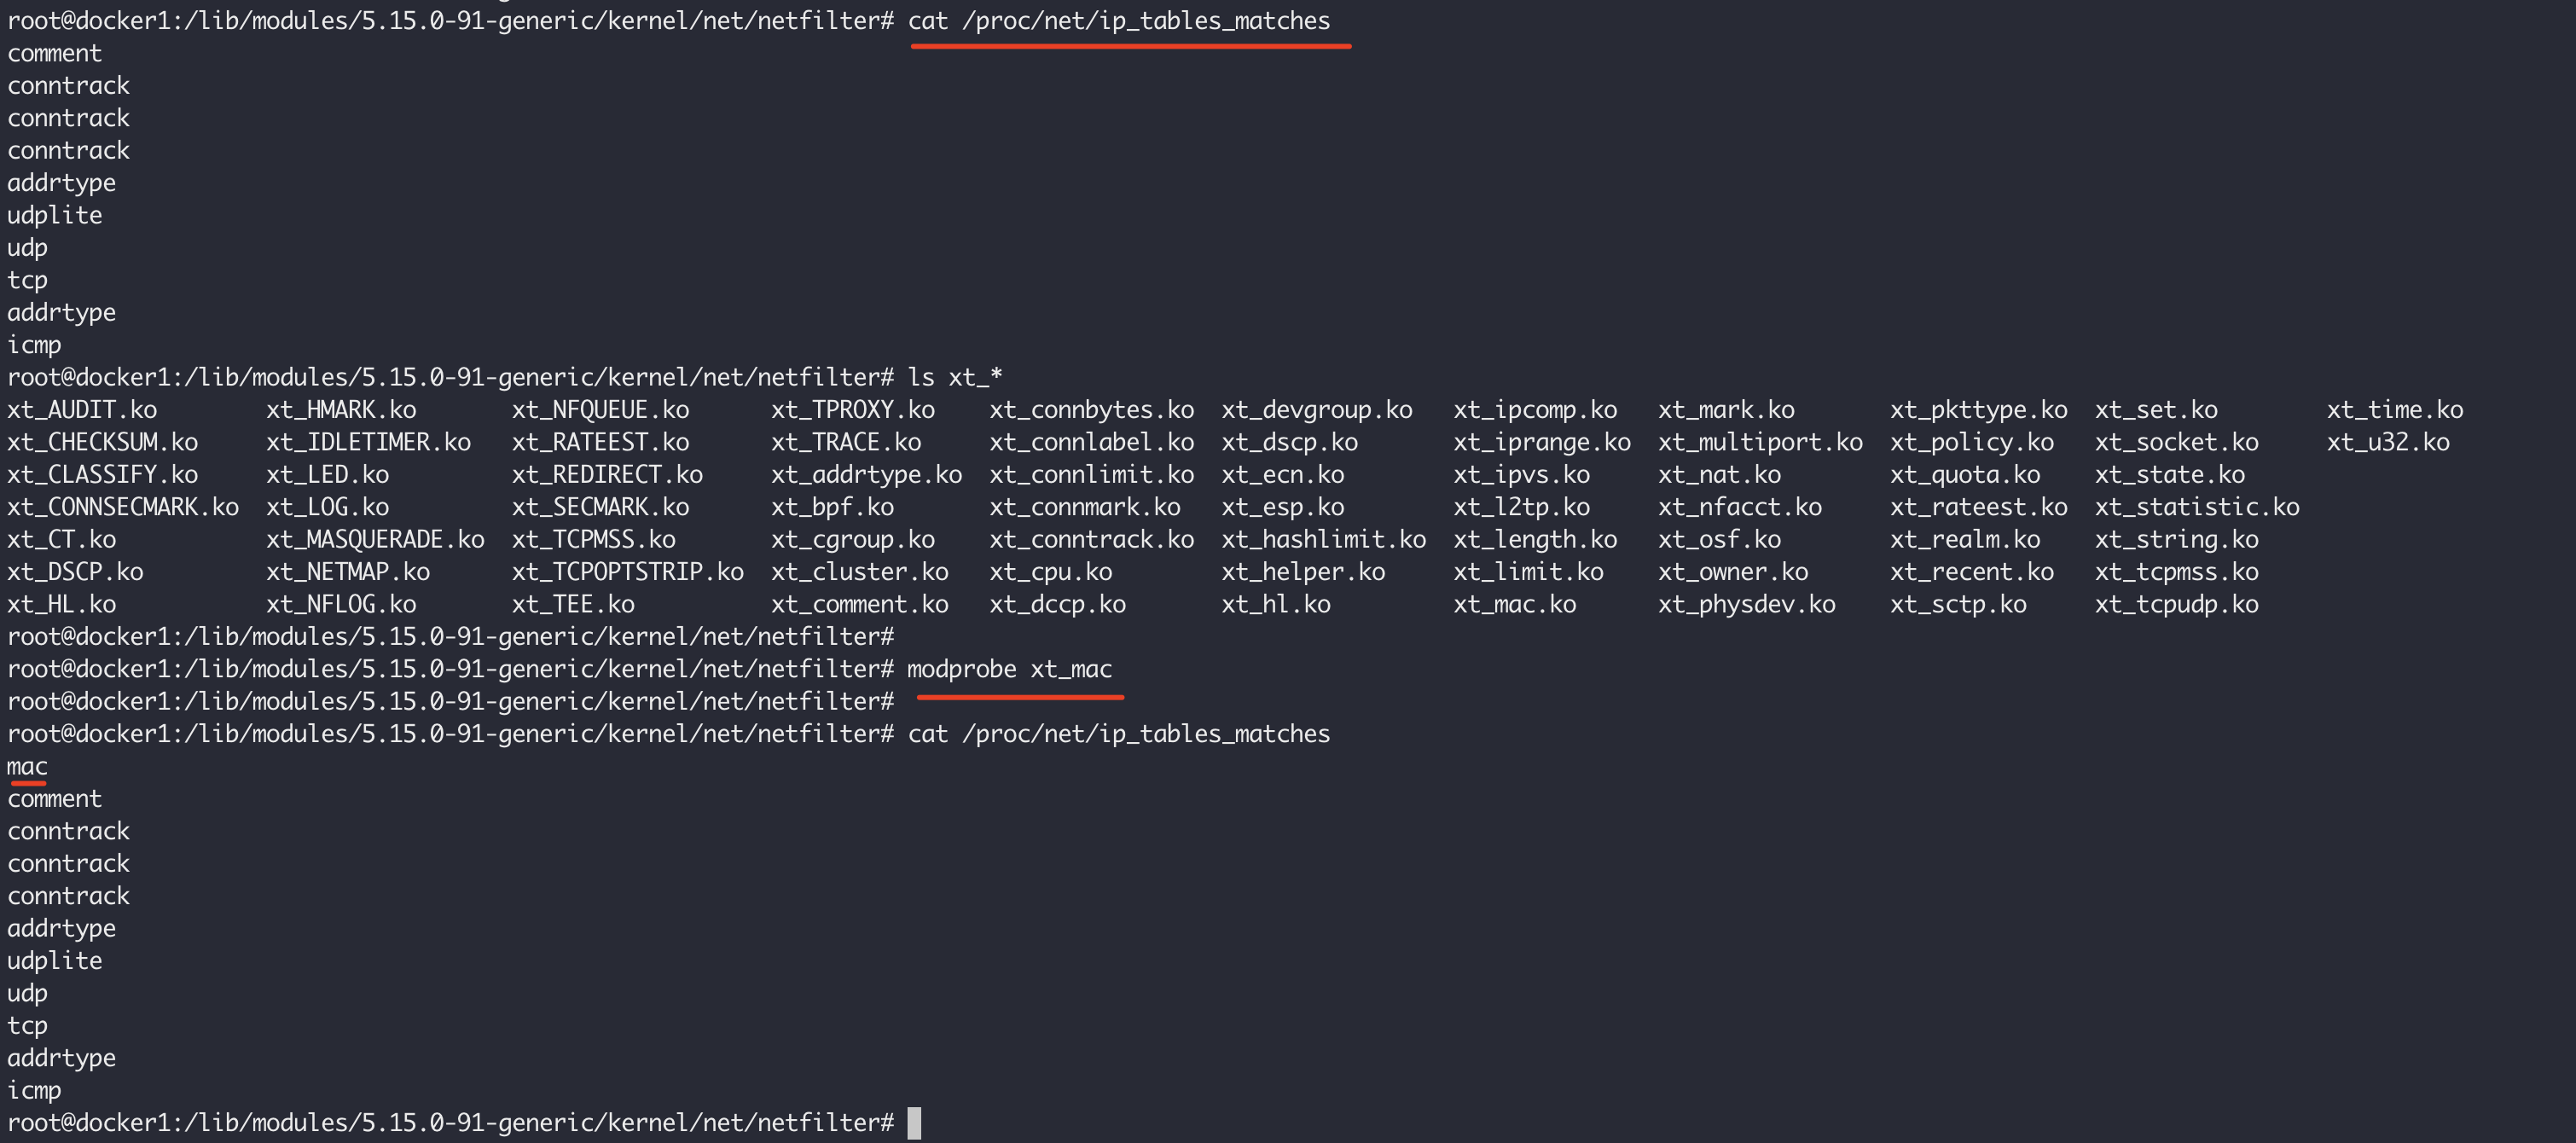 root@docker1:/lib/modules/5.15.0-91-generic/kernel/net/netfilter# cat /proc/net/ip_tables_matches
comment
conntrack
conntrack
conntrack
addrtype
udplite
udp
tcp
addrtype
icmp
root@docker1:/lib/modules/5.15.0-91-generic/kernel/net/netfilter# ls xt_*
xt_AUDIT.ko xt_HMARK.ko xt_NFQUEUE.ko xt_TPROXY.ko xt_connbytes.ko xt_devgroup.ko xt_ipcomp.ko xt_mark.ko xt_pkttype.ko xt_set.ko xt_time.ko
xt_CHECKSUM.ko xt_IDLETIMER.ko xt_RATEEST.ko xt_TRACE.ko xt_connlabel.ko xt_dscp.ko xt_iprange.ko xt_multiport.ko xt_policy.ko xt_socket.ko xt_u32.ko
xt_CLASSIFY.ko xt_LED.ko xt_REDIRECT.ko xt_addrtype.ko xt_connlimit.ko xt_ecn.ko xt_ipvs.ko xt_nat.ko xt_quota.ko xt_state.ko
xt_CONNSECMARK.ko xt_LOG.ko xt_SECMARK.ko xt_bpf.ko xt_connmark.ko xt_esp.ko xt_l2tp.ko xt_nfacct.ko xt_rateest.ko xt_statistic.ko
xt_CT.ko xt_MASQUERADE.ko xt_TCPMSS.ko xt_cgroup.ko xt_conntrack.ko xt_hashlimit.ko xt_length.ko xt_osf.ko xt_realm.ko xt_string.ko
xt_DSCP.ko xt_NETMAP.ko xt_TCPOPTSTRIP.ko xt_cluster.ko xt_cpu.ko xt_helper.ko xt_limit.ko xt_owner.ko xt_recent.ko xt_tcpmss.ko
xt_HL.ko xt_NFLOG.ko xt_TEE.ko xt_comment.ko xt_dccp.ko xt_hl.ko xt_mac.ko xt_physdev.ko xt_sctp.ko xt_tcpudp.ko
root@docker1:/lib/modules/5.15.0-91-generic/kernel/net/netfilter#
root@docker1:/lib/modules/5.15.0-91-generic/kernel/net/netfilter# modprobe xt_mac
root@docker1:/lib/modules/5.15.0-91-generic/kernel/net/netfilter#
root@docker1:/lib/modules/5.15.0-91-generic/kernel/net/netfilter# cat /proc/net/ip_tables_matches
mac
comment
conntrack
conntrack
conntrack
addrtype
udplite
udp
tcp
addrtype
icmp
root@docker1:/lib/modules/5.15.0-91-generic/kernel/net/netfilter#